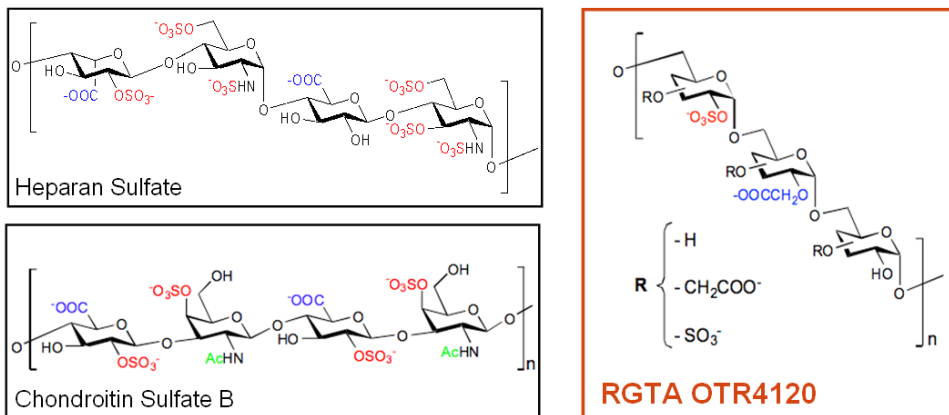 -O₃SO
O
O
O
O
HO
HO
-OOC
OSO₃-
-O₃SHN
O
-OOC
-O₃SO
O
O
O
HO
OH
-O₃SO
-O₃SHN
O
Heparan Sulfate
OH
OH
-O₃SO
-O₃SO
-OOC
-OOC
O
O
O
O
O
O
O
O
O
HO
HO
OSO₃-
OSO₃-
AcHN
AcHN
n
Chondroitin Sulfate B
O
O
RO
-O₃SO
O
O
RO
-OOCCH₂O
O
O
RO
HO
O
n
R
- H
- CH₂COO-
- SO₃-
RGTA OTR4120